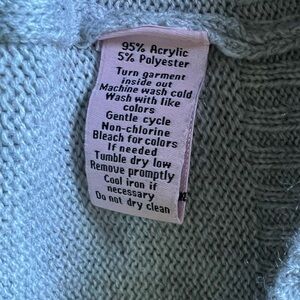 95% Acrylic
5% Polyester
Turn garment
inside out
Machine wash cold
Wash with like
colors
Gentle cycle
Non-chlorine
Bleach for colors
If needed
Tumble dry low
Remove promptly
Cool iron if
necessary
Do not dry clean